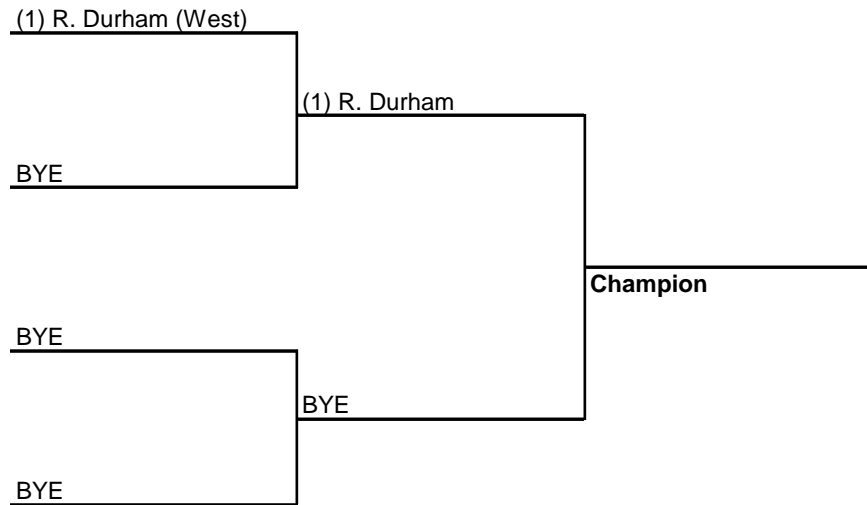 (1) R. Durham (West)
(1) R. Durham
BYE
Champion
BYE
BYE
BYE